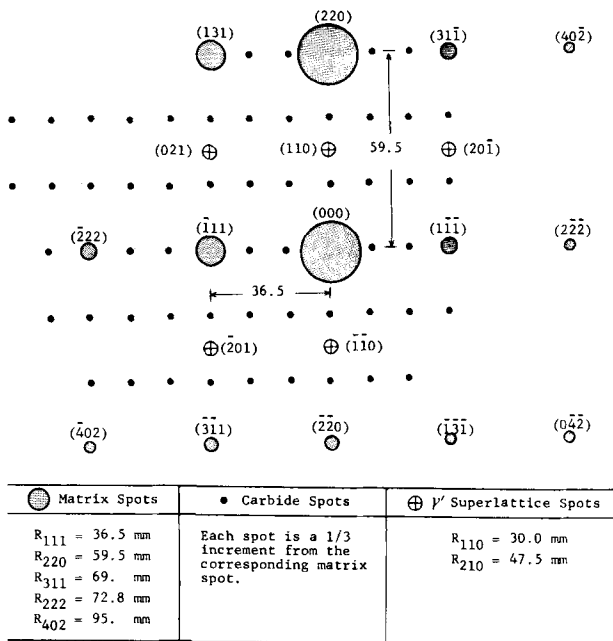 (131) (220) (311̄) (402̄)
(021) (110) 59.5 (201̄)
(000)
(2̄22) (1̄11) (11̄1̄) (22̄2̄)
36.5
(2̄01) (1̄1̄0)
(4̄02) (3̄1̄1) (2̄2̄0) (1̄3̄1̄) (04̄2̄)
Matrix Spots
R111 = 36.5 mm
R220 = 59.5 mm
R311 = 69. mm
R222 = 72.8 mm
R402 = 95. mm
Carbide Spots
Each spot is a 1/3
increment from the
corresponding matrix
spot.
γ' Superlattice Spots
R110 = 30.0 mm
R210 = 47.5 mm